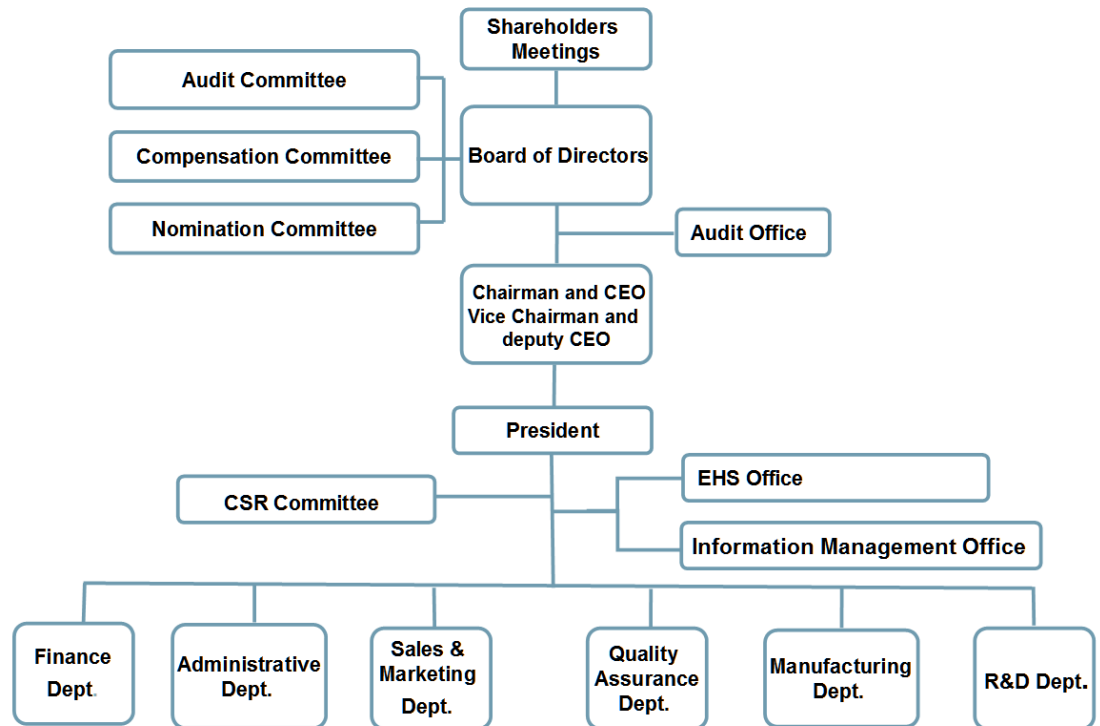 Shareholders
Meetings
Audit Committee
Compensation Committee
Board of Directors
Nomination Committee
Audit Office
Chairman and CEO
Vice Chairman and
deputy CEO
President
EHS Office
CSR Committee
Information Management Office
Finance
Dept.
Administrative
Dept.
Sales &
Marketing
Dept.
Quality
Assurance
Dept.
Manufacturing
Dept.
R&D Dept.